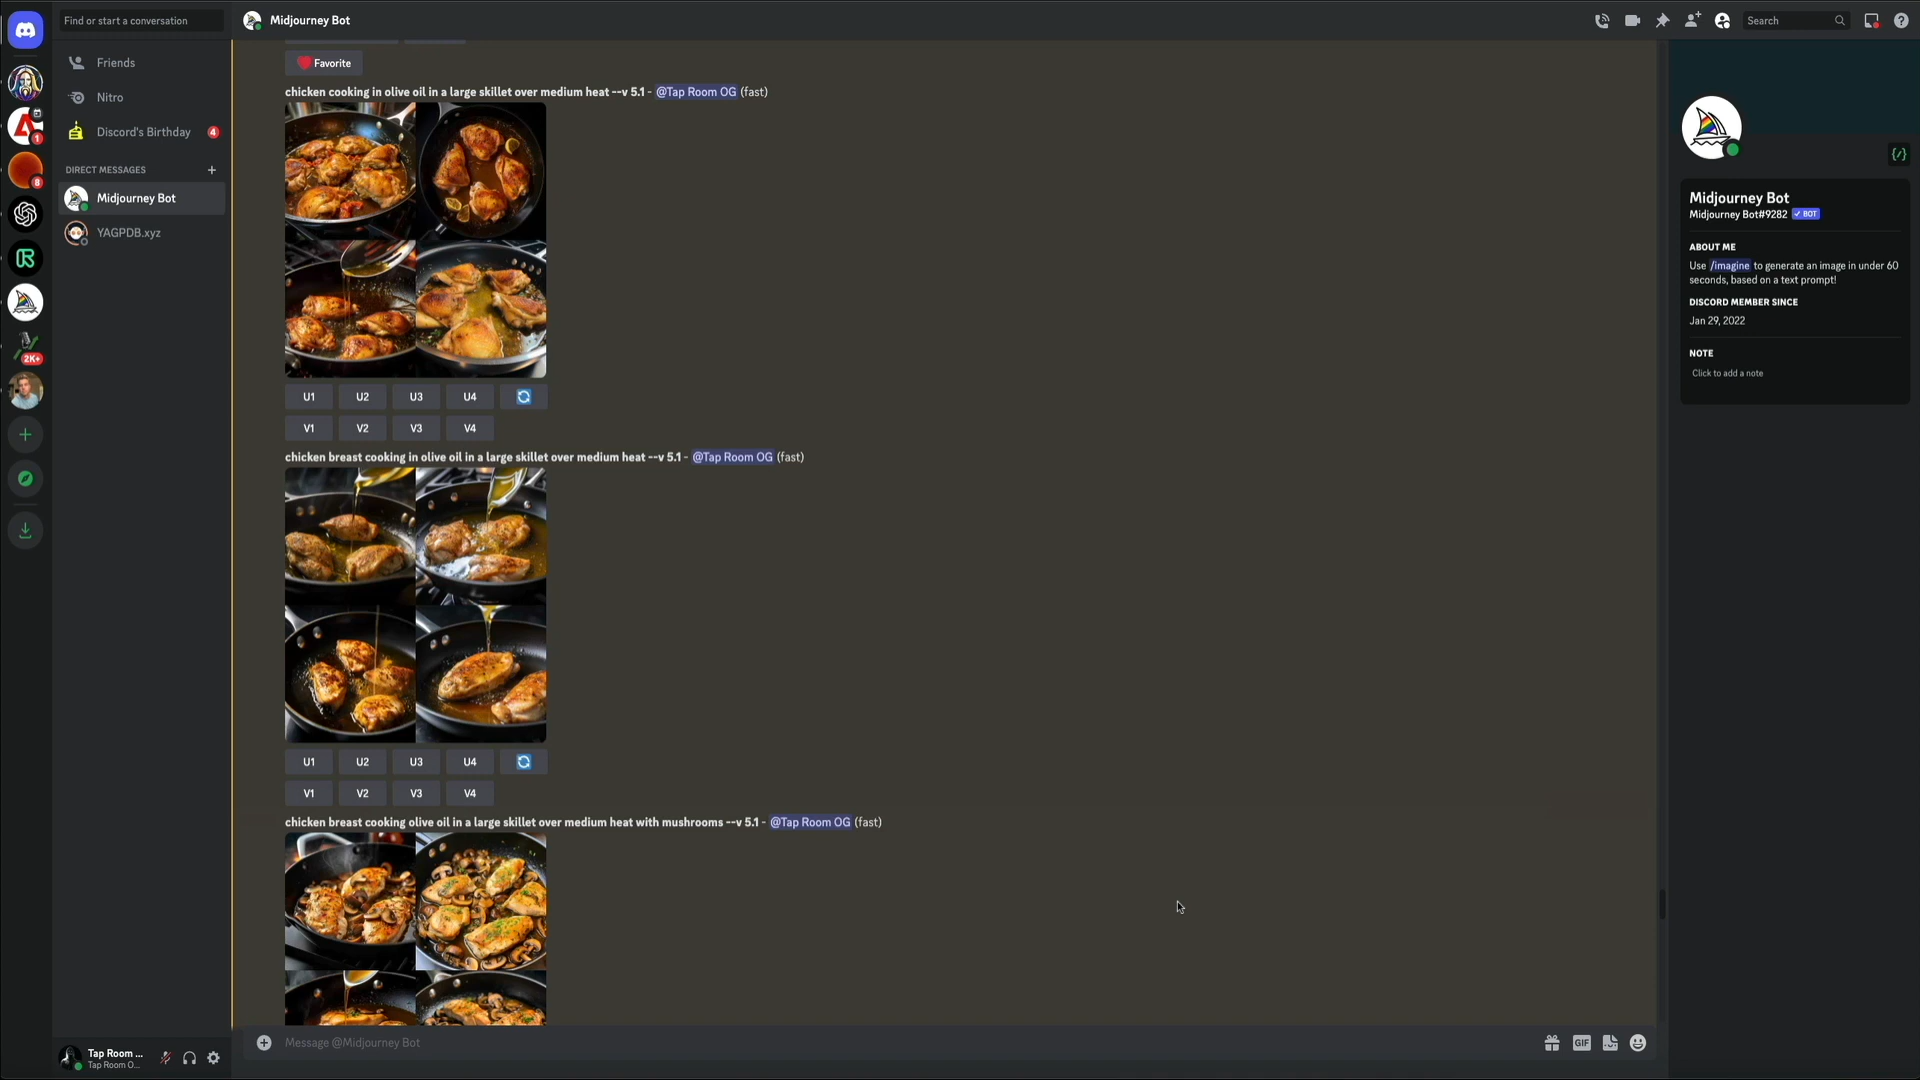 Find or start a conversation
Midjourney Bot
Search
Friends
Nitro
Discord's Birthday 4
DIRECT MESSAGES +
Midjourney Bot
YAGPDB.xyz
1
8
2K+
Favorite
chicken cooking in olive oil in a large skillet over medium heat --v 5.1 - @Tap Room OG (fast)
U1 U2 U3 U4
V1 V2 V3 V4
chicken breast cooking in olive oil in a large skillet over medium heat --v 5.1 - @Tap Room OG (fast)
U1 U2 U3 U4
V1 V2 V3 V4
chicken breast cooking olive oil in a large skillet over medium heat with mushrooms --v 5.1 - @Tap Room OG (fast)
Message @Midjourney Bot
GIF
Tap Room ...
Tap Room O...
Midjourney Bot
Midjourney Bot#9282 ✓ BOT
ABOUT ME
Use /imagine to generate an image in under 60
seconds, based on a text prompt!
DISCORD MEMBER SINCE
Jan 29, 2022
NOTE
Click to add a note